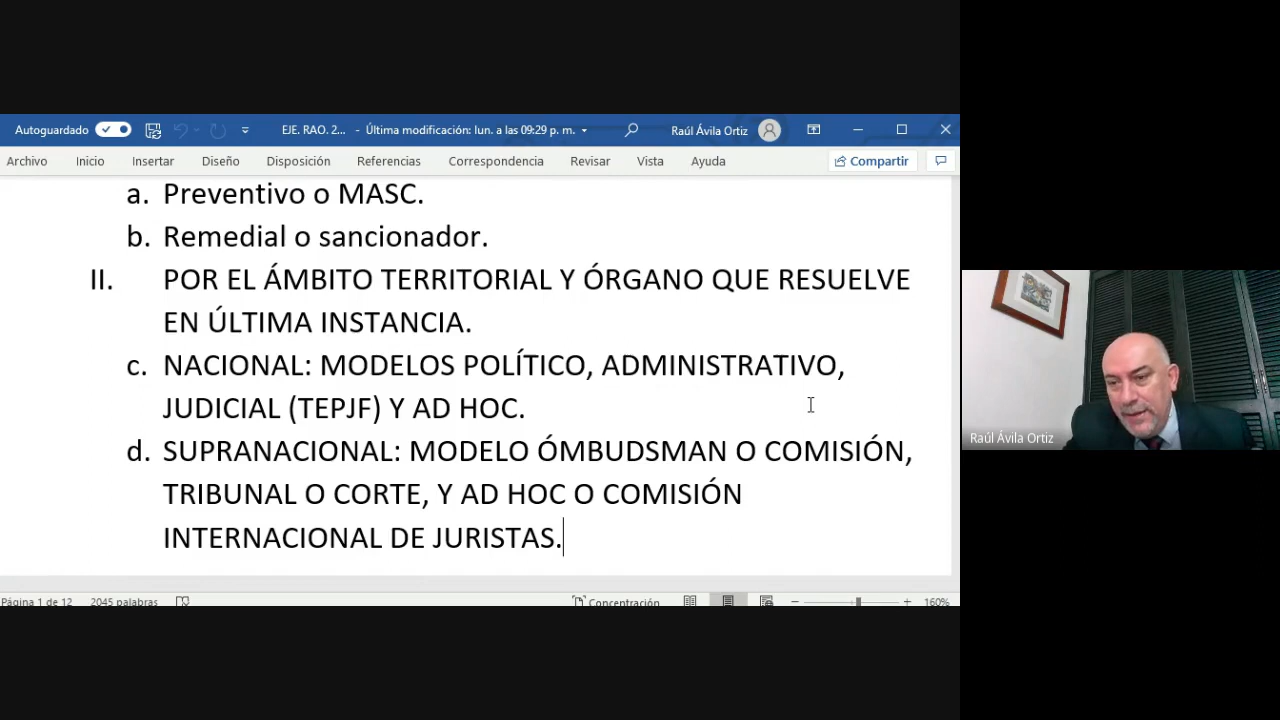 Autoguardado EJE. RAO. 2... - Última modificación: lun. a las 09:29 p. m. Raúl Ávila Ortiz
Archivo Inicio Insertar Diseño Disposición Referencias Correspondencia Revisar Vista Ayuda Compartir
a. Preventivo o MASC.
b. Remedial o sancionador.
II. POR EL ÁMBITO TERRITORIAL Y ÓRGANO QUE RESUELVE
EN ÚLTIMA INSTANCIA.
c. NACIONAL: MODELOS POLÍTICO, ADMINISTRATIVO,
JUDICIAL (TEPJF) Y AD HOC.
d. SUPRANACIONAL: MODELO ÓMBUDSMAN O COMISIÓN,
TRIBUNAL O CORTE, Y AD HOC O COMISIÓN
INTERNACIONAL DE JURISTAS.
Página 1 de 12 2045 palabras Concentración 160%
Raúl Ávila Ortiz